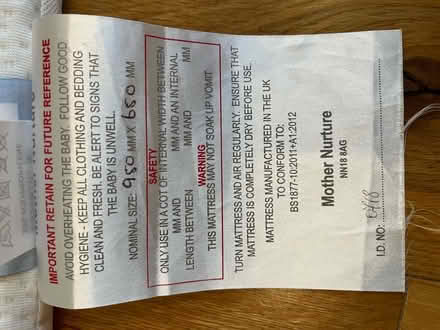 IMPORTANT RETAIN FOR FUTURE REFERENCE
AVOID OVERHEATING THE BABY. FOLLOW GOOD
HYGIENE - KEEP ALL CLOTHING AND BEDDING
CLEAN AND FRESH. BE ALERT TO SIGNS THAT
THE BABY IS UNWELL.
NOMINAL SIZE: 950 MM X 650 MM
SAFETY
ONLY USE IN A COT OF INTERNAL WIDTH BETWEEN
MM AND MM AND AN INTERNAL
LENGTH BETWEEN MM AND MM
WARNING
THIS MATTRESS MAY NOT SOAK UP VOMIT
TURN MATTRESS AND AIR REGULARLY. ENSURE THAT
MATTRESS IS COMPLETELY DRY BEFORE USE.
MATTRESS MANUFACTURED IN THE UK
TO CONFORM TO:
BS1877-10:2011+A1:2012
Mother Nurture
NN18 8AG
I.D. NO: